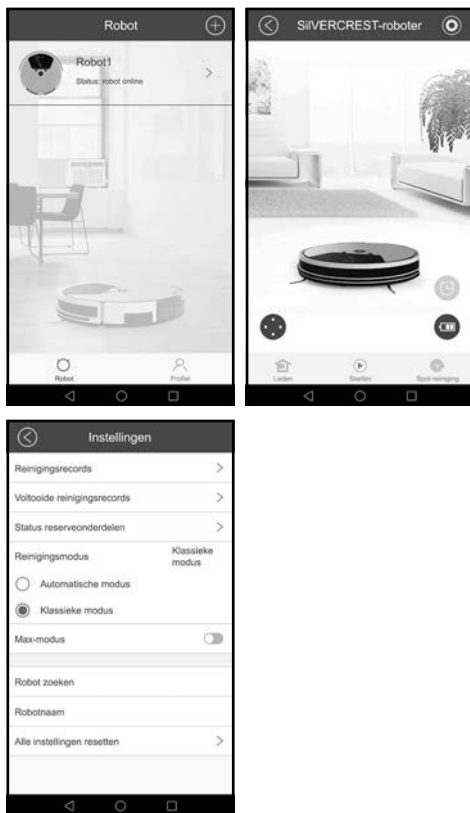 Robot
Robot1
Status: robot online
Robot
Profiel
SilVERCREST-roboter
Laden
Starten
Spot-reiniging
Instellingen
Reinigingsrecords
Voltooide reinigingsrecords
Status reserveonderdelen
Reinigingsmodus
Klassieke
modus
Automatische modus
Klassieke modus
Max-modus
Robot zoeken
Robotnaam
Alle instellingen resetten